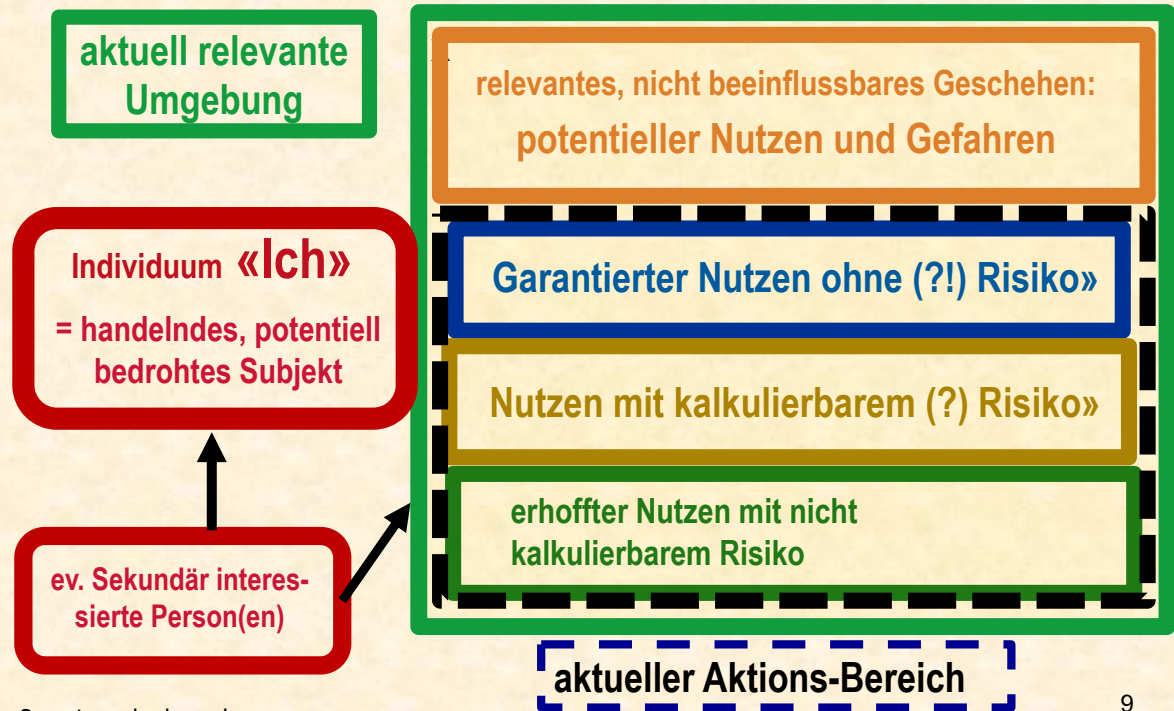 aktuell relevante
Umgebung
relevantes, nicht beeinflussbares Geschehen:
potentieller Nutzen und Gefahren
Individuum «Ich»
= handelndes, potentiell
bedrohtes Subjekt
Garantierter Nutzen ohne (?!) Risiko»
Nutzen mit kalkulierbarem (?) Risiko»
erhoffter Nutzen mit nicht
kalkulierbarem Risiko
ev. Sekundär interes-
sierte Person(en)
aktueller Aktions-Bereich
9